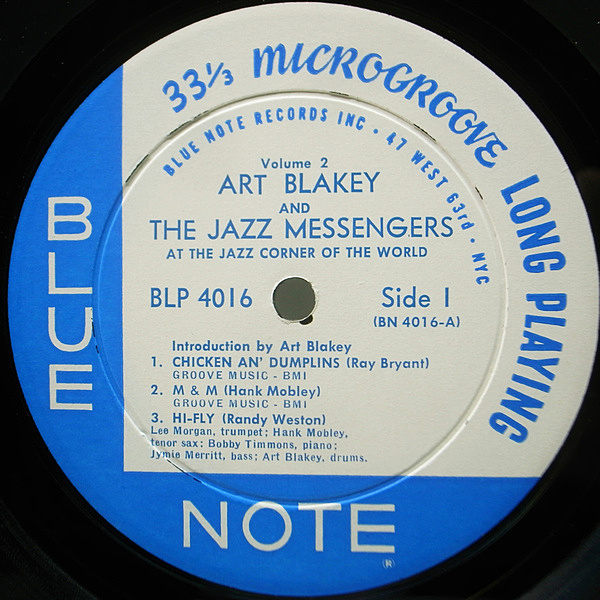 33⅓ MICROGROOVE LONG PLAYING
BLUE NOTE RECORDS INC • 47 WEST 63rd • NYC
Volume 2
ART BLAKEY
AND
THE JAZZ MESSENGERS
AT THE JAZZ CORNER OF THE WORLD
BLP 4016
Side 1
(BN 4016-A)
Introduction by Art Blakey
1. CHICKEN AN' DUMPLINS (Ray Bryant)
GROOVE MUSIC - BMI
2. M & M (Hank Mobley)
GROOVE MUSIC - BMI
3. HI-FLY (Randy Weston)
Lee Morgan, trumpet; Hank Mobley,
tenor sax; Bobby Timmons, piano;
Jymie Merritt, bass; Art Blakey, drums.
BLUE
NOTE
®